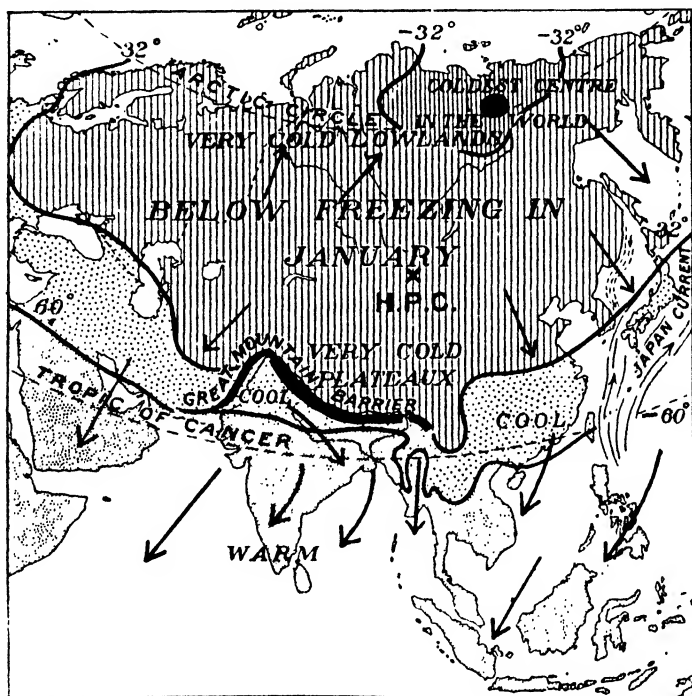 32°
-32°
-32°
ARCTIC CIRCLE
COLDEST CENTRE
IN THE WORLD
VERY COLD LOWLANDS
BELOW FREEZING IN
JANUARY
H.P.C.
32°
JAPAN CURRENT
60°
GREAT MOUNTAIN BARRIER
VERY COLD
PLATEAUX
COOL
TROPIC OF CANCER
COOL
-60°
WARM